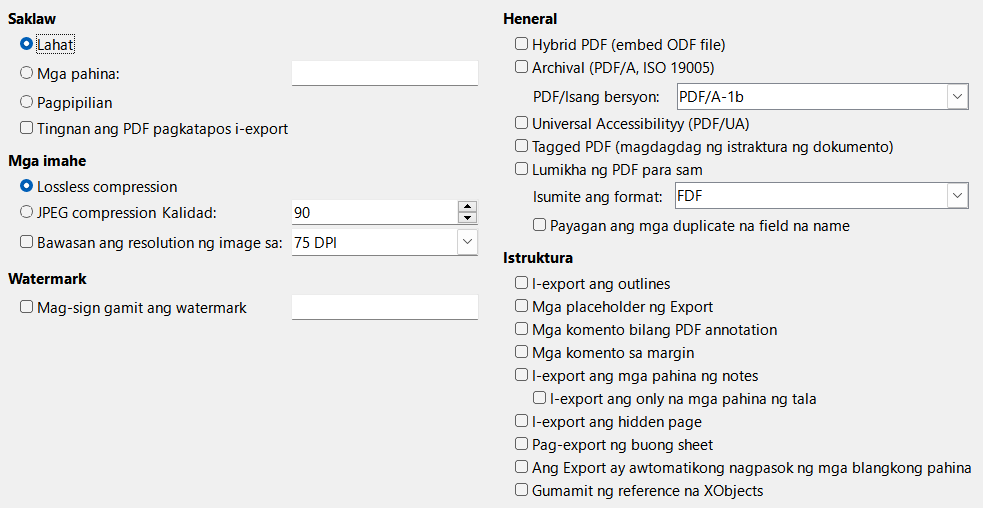 Saklaw
Lahat
Mga pahina:
Pagpipilian
Tingnan ang PDF pagkatapos i-export
Mga imahe
Lossless compression
JPEG compression Kalidad: 90
Bawasan ang resolution ng image sa: 75 DPI
Watermark
Mag-sign gamit ang watermark
Heneral
Hybrid PDF (embed ODF file)
Archival (PDF/A, ISO 19005)
PDF/Isang bersyon: PDF/A-1b
Universal Accessibilityy (PDF/UA)
Tagged PDF (magdagdag ng istraktura ng dokumento)
Lumikha ng PDF para sam
Isumite ang format: FDF
Payagan ang mga duplicate na field na name
Istruktura
I-export ang outlines
Mga placeholder ng Export
Mga komento bilang PDF annotation
Mga komento sa margin
I-export ang mga pahina ng notes
I-export ang only na mga pahina ng tala
I-export ang hidden page
Pag-export ng buong sheet
Ang Export ay awtomatikong nagpasok ng mga blangkong pahina
Gumamit ng reference na XObjects